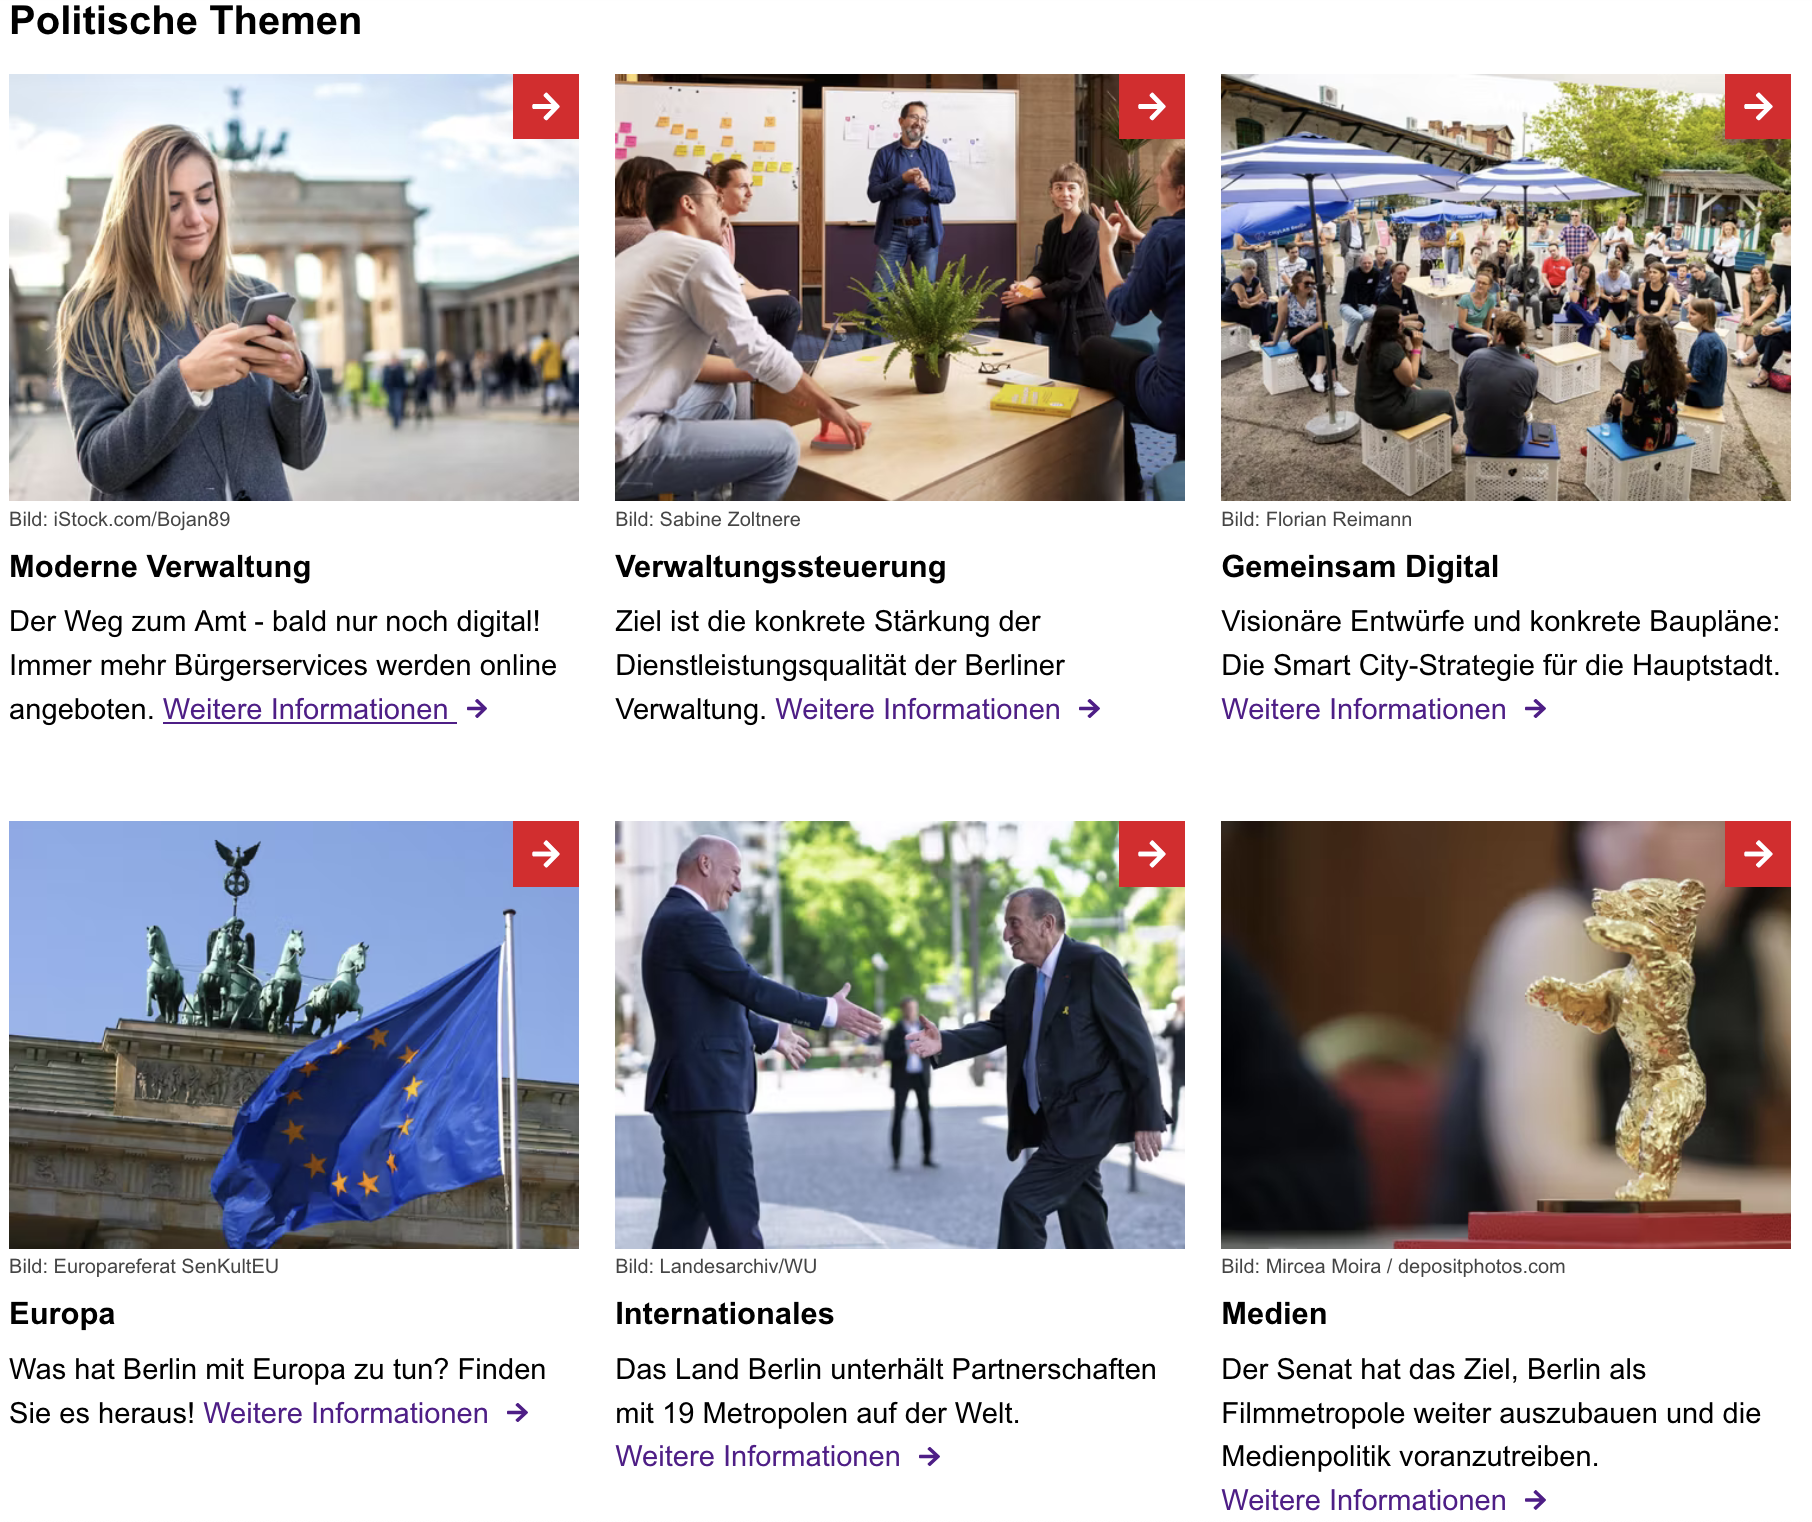 Politische Themen
Bild: iStock.com/Bojan89
Moderne Verwaltung
Der Weg zum Amt - bald nur noch digital!
Immer mehr Bürgerservices werden online
angeboten. Weitere Informationen →
Bild: Sabine Zoltnere
Verwaltungssteuerung
Ziel ist die konkrete Stärkung der
Dienstleistungsqualität der Berliner
Verwaltung. Weitere Informationen →
Bild: Florian Reimann
Gemeinsam Digital
Visionäre Entwürfe und konkrete Baupläne:
Die Smart City-Strategie für die Hauptstadt.
Weitere Informationen →
Bild: Europareferat SenKultEU
Europa
Was hat Berlin mit Europa zu tun? Finden
Sie es heraus! Weitere Informationen →
Bild: Landesarchiv/WU
Internationales
Das Land Berlin unterhält Partnerschaften
mit 19 Metropolen auf der Welt.
Weitere Informationen →
Bild: Mircea Moira / depositphotos.com
Medien
Der Senat hat das Ziel, Berlin als
Filmmetropole weiter auszubauen und die
Medienpolitik voranzutreiben.
Weitere Informationen →